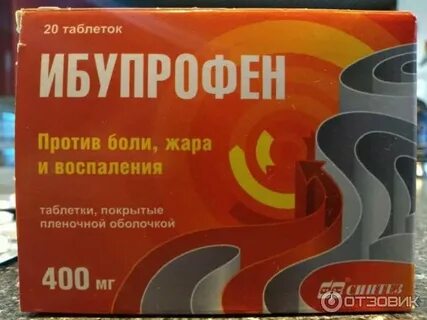 20 таблеток
ИБУПРОФЕН
Против боли, жара
и воспаления
таблетки, покрытые
пленочной оболочкой
400 мг
СИНТЕЗ
ОТЗОВИК